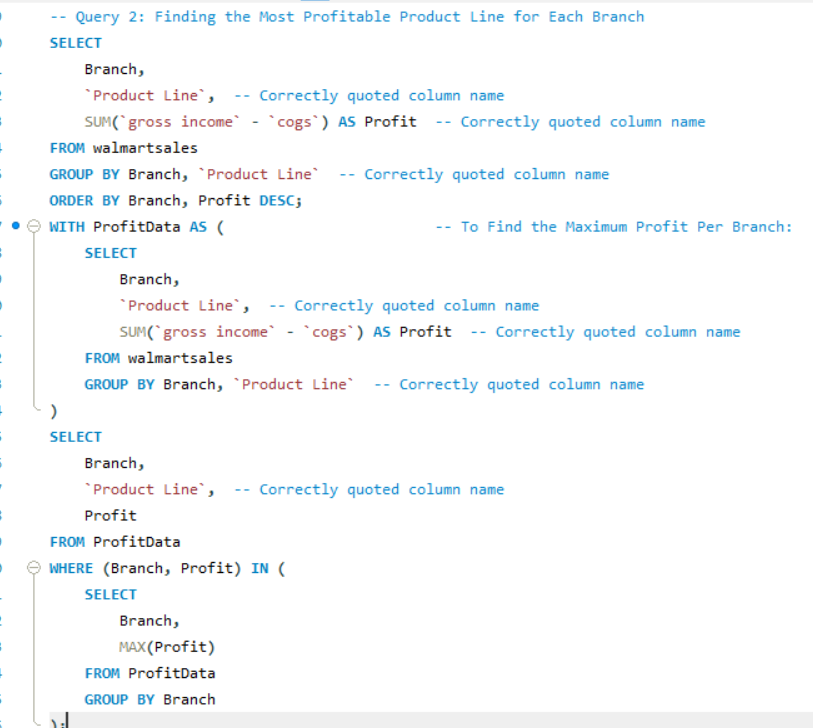 -- Query 2: Finding the Most Profitable Product Line for Each Branch
SELECT
Branch,
`Product Line`,  -- Correctly quoted column name
SUM(`gross income` - `cogs`) AS Profit  -- Correctly quoted column name
FROM walmartsales
GROUP BY Branch, `Product Line`  -- Correctly quoted column name
ORDER BY Branch, Profit DESC;
WITH ProfitData AS (                        -- To Find the Maximum Profit Per Branch:
SELECT
Branch,
`Product Line`,  -- Correctly quoted column name
SUM(`gross income` - `cogs`) AS Profit  -- Correctly quoted column name
FROM walmartsales
GROUP BY Branch, `Product Line`  -- Correctly quoted column name
)
SELECT
Branch,
`Product Line`,  -- Correctly quoted column name
Profit
FROM ProfitData
WHERE (Branch, Profit) IN (
SELECT
Branch,
MAX(Profit)
FROM ProfitData
GROUP BY Branch
);